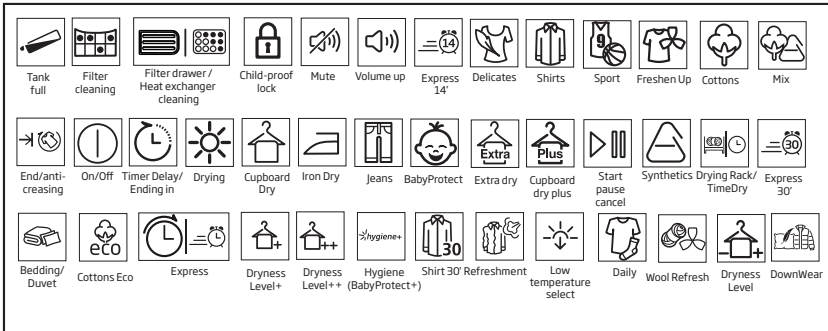 14
9
Tank full
Filter cleaning
Filter drawer / Heat exchanger cleaning
Child-proof lock
Mute
Volume up
Express 14'
Delicates
Shirts
Sport
Freshen Up
Cottons
Mix
Extra
Plus
30
End/anti-creasing
On/Off
Timer Delay/ Ending in
Drying
Cupboard Dry
Iron Dry
Jeans
BabyProtect
Extra dry
Cupboard dry plus
Start pause cancel
Synthetics
Drying Rack/ TimeDry
Express 30'
eco
+
++
hygiene+
30
- +
Bedding/ Duvet
Cottons Eco
Express
Dryness Level+
Dryness Level++
Hygiene (BabyProtect+)
Shirt 30'
Refreshment
Low temperature select
Daily
Wool Refresh
Dryness Level
DownWear